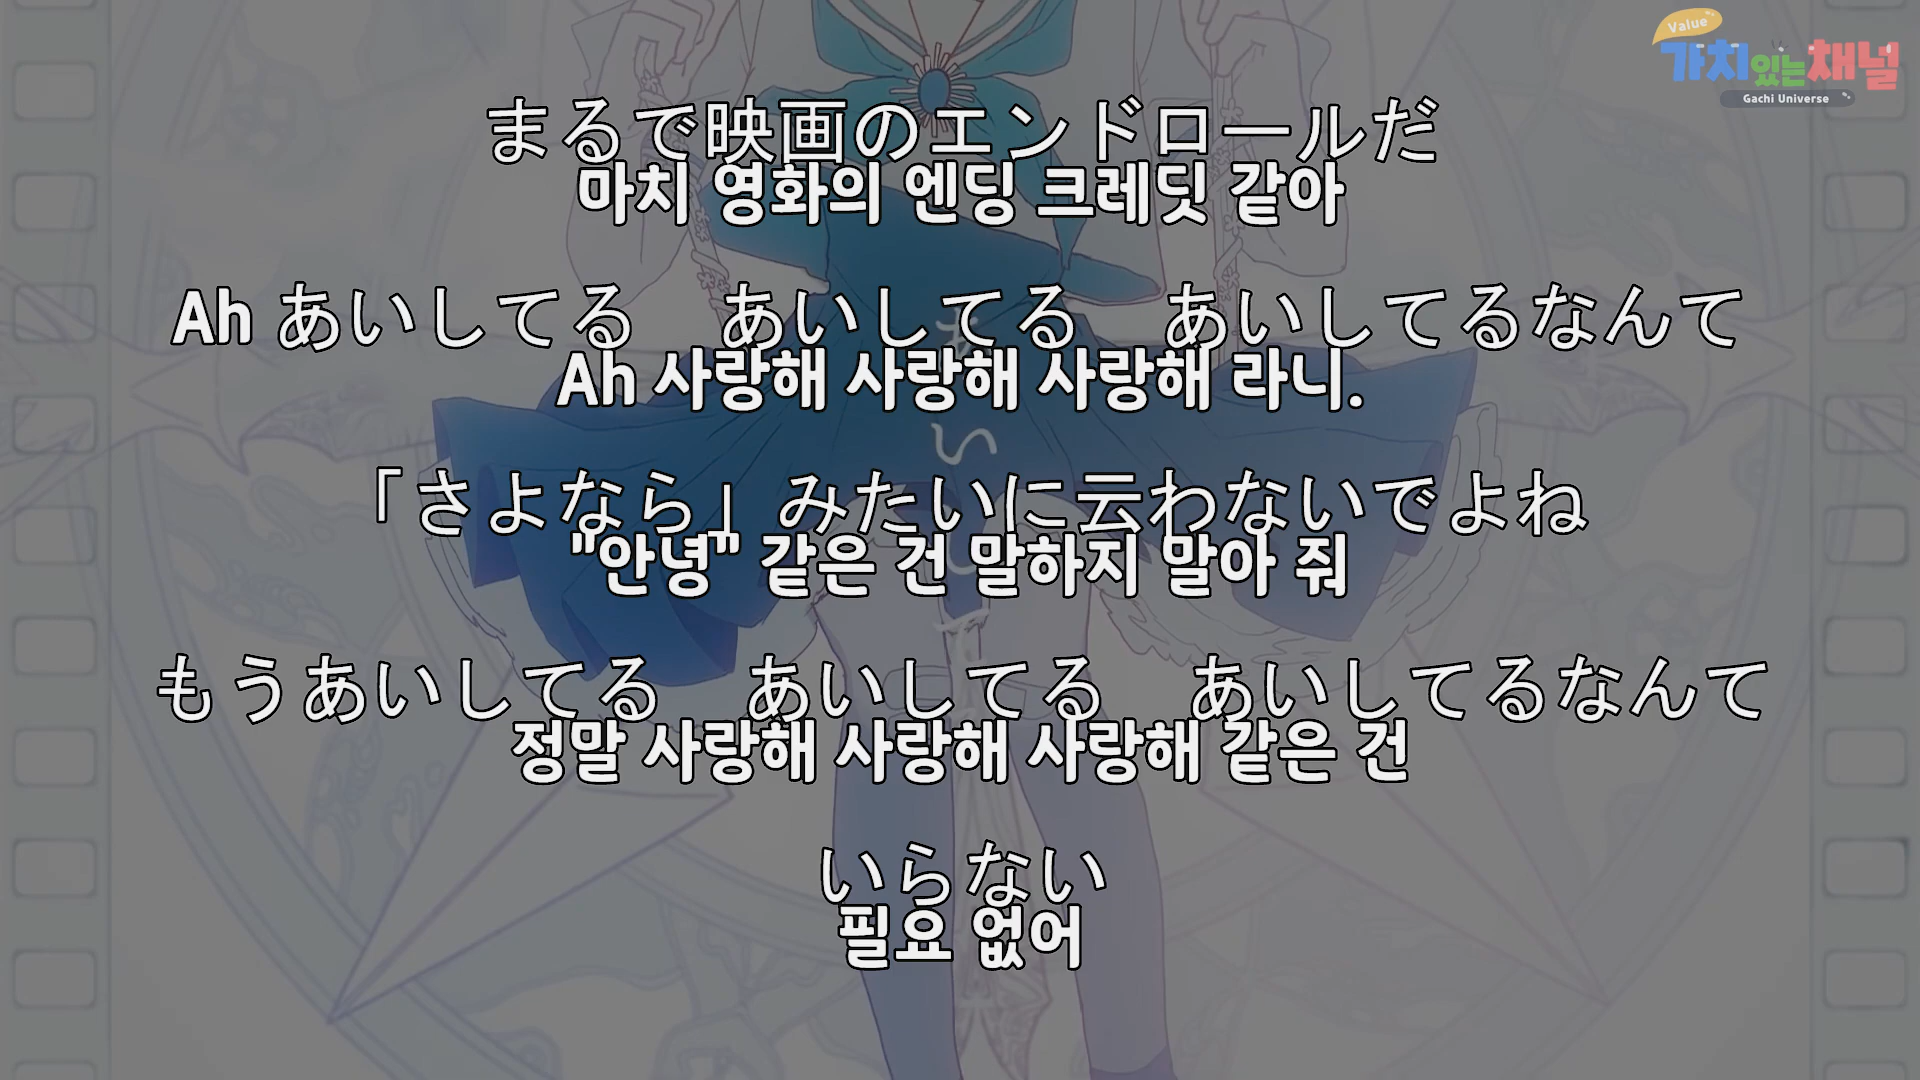 Value
가치있는채널
Gachi Universe
まるで映画のエンドロールだ
마치 영화의 엔딩 크레딧 같아
Ah あいしてる　あいしてる　あいしてるなんて
Ah 사랑해 사랑해 사랑해 라니.
い
「さよなら」みたいに云わないでよね
"안녕" 같은 건 말하지 말아 줘
もうあいしてる　あいしてる　あいしてるなんて
정말 사랑해 사랑해 사랑해 같은 건
いらない
필요 없어